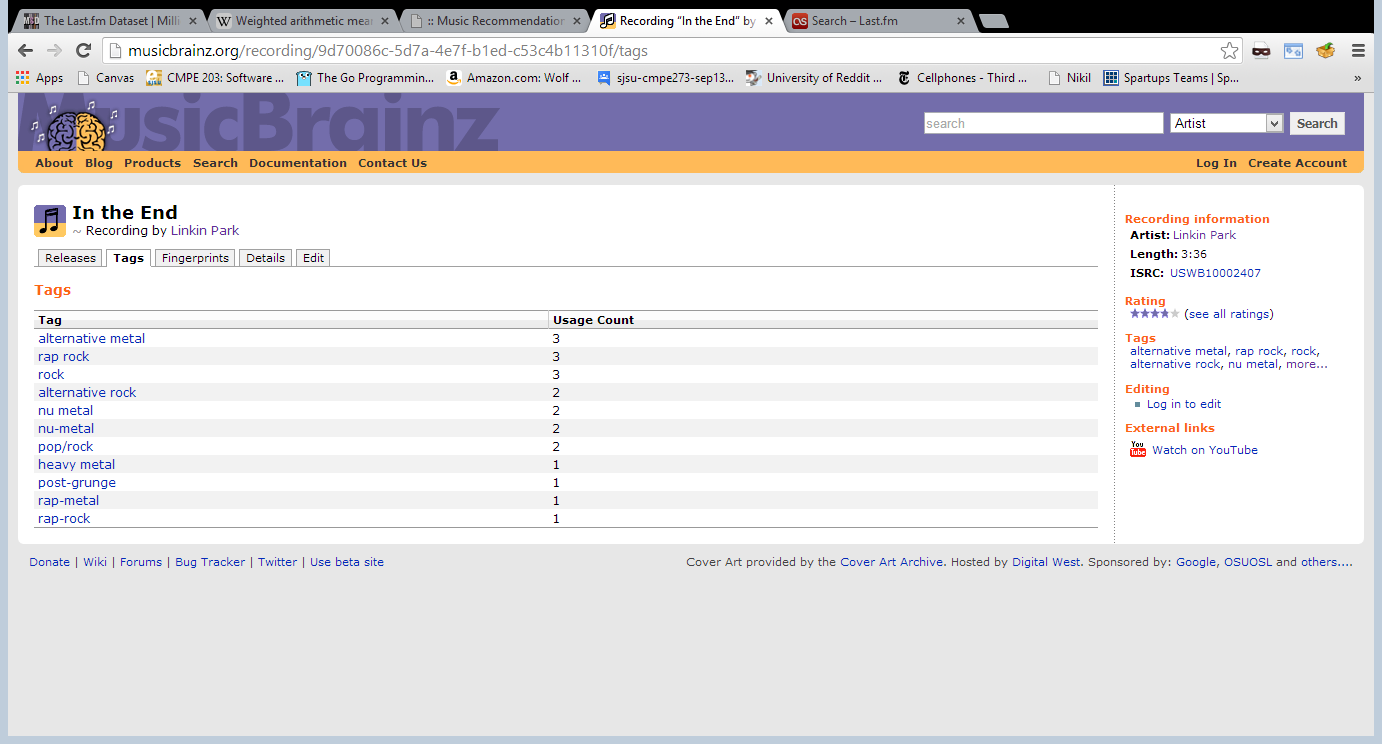 The Last.fm Dataset | Milli
Weighted arithmetic mea
:: Music Recommendation
Recording “In the End” by
Search – Last.fm
musicbrainz.org/recording/9d70086c-5d7a-4e7f-b1ed-c53c4b11310f/tags
Apps Canvas CMPE 203: Software ... The Go Programmin... Amazon.com: Wolf ... sjsu-cmpe273-sep13... University of Reddit ... Cellphones - Third ... Nikil Spartups Teams | Sp... »
MusicBrainz
search Artist Search
About Blog Products Search Documentation Contact Us Log In Create Account
In the End
~ Recording by Linkin Park
Releases Tags Fingerprints Details Edit
Tags
Tag Usage Count
alternative metal 3
rap rock 3
rock 3
alternative rock 2
nu metal 2
nu-metal 2
pop/rock 2
heavy metal 1
post-grunge 1
rap-metal 1
rap-rock 1
Recording information
Artist: Linkin Park
Length: 3:36
ISRC: USWB10002407
Rating
(see all ratings)
Tags
alternative metal, rap rock, rock,
alternative rock, nu metal, more...
Editing
Log in to edit
External links
You Tube Watch on YouTube
Donate | Wiki | Forums | Bug Tracker | Twitter | Use beta site
Cover Art provided by the Cover Art Archive. Hosted by Digital West. Sponsored by: Google, OSUOSL and others....